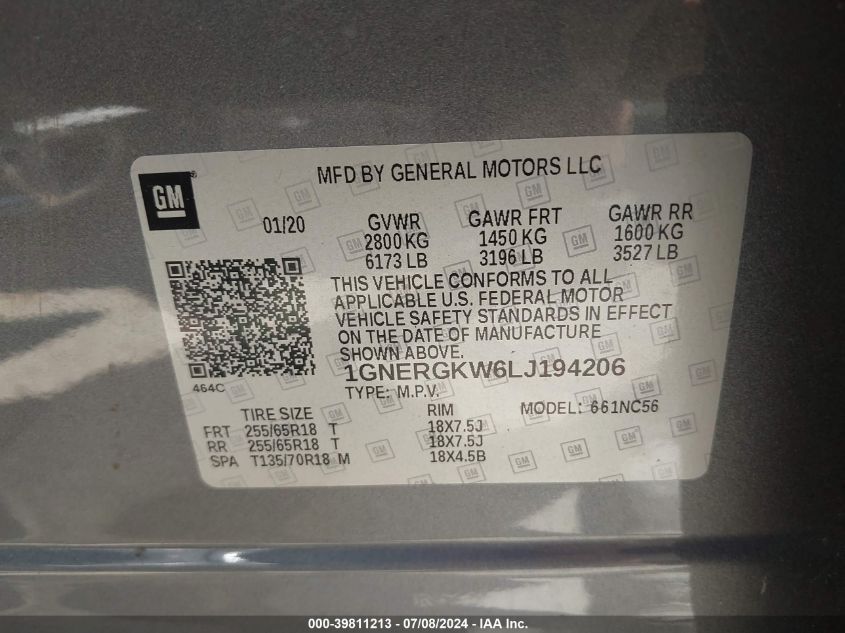 MFD BY GENERAL MOTORS LLC
GM
01/20 GVWR GAWR FRT GAWR RR
2800 KG 1450 KG 1600 KG
6173 LB 3196 LB 3527 LB
THIS VEHICLE CONFORMS TO ALL
APPLICABLE U.S. FEDERAL MOTOR
VEHICLE SAFETY STANDARDS IN EFFECT
ON THE DATE OF MANUFACTURE
SHOWN ABOVE.
464C
1GNERGKW6LJ194206
TYPE: M.P.V. MODEL: 661NC56
TIRE SIZE RIM
FRT 255/65R18 T 18X7.5J
RR 255/65R18 T 18X7.5J
SPA T135/70R18 M 18X4.5B
000-39811213 - 07/08/2024 - IAA Inc.